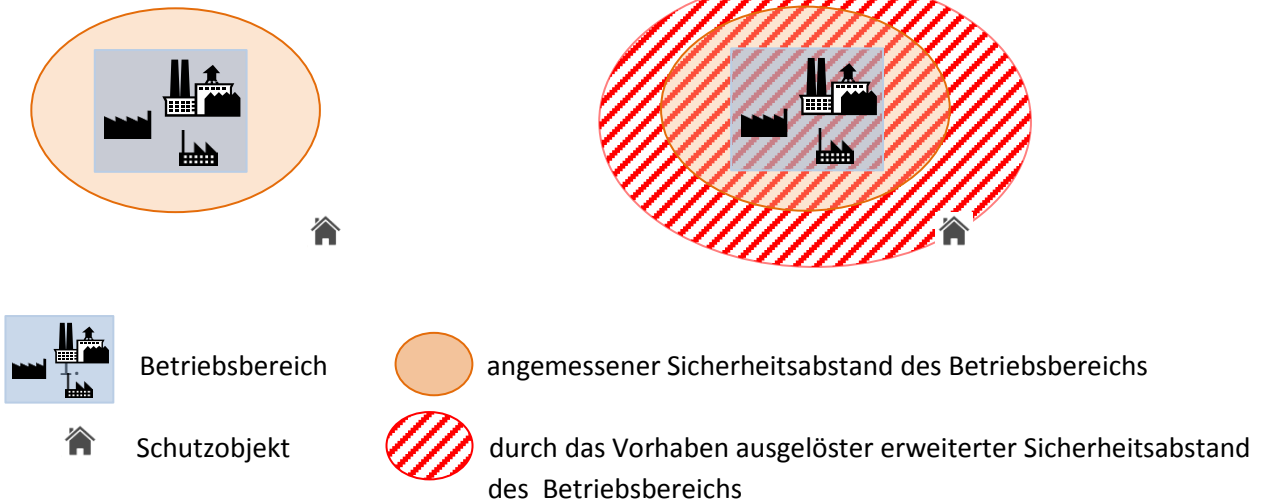 Betriebsbereich
angemessener Sicherheitsabstand des Betriebsbereichs
Schutzobjekt
durch das Vorhaben ausgelöster erweiterter Sicherheitsabstand
des Betriebsbereichs